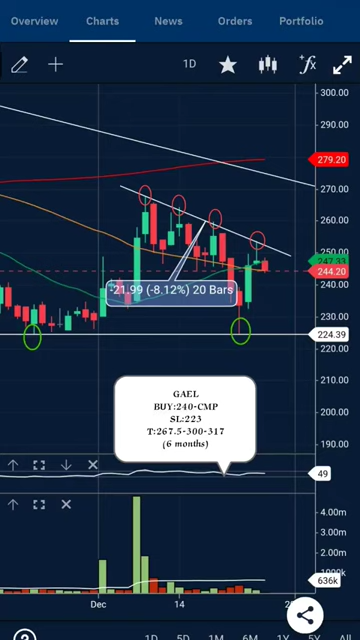 Overview Charts News Orders Portfolio
1D
300.00
290.00
279.20
270.00
260.00
250.00
247.33
244.20
240.00
-21.99 (-8.12%) 20 Bars
230.00
224.39
220.00
210.00
200.00
190.00
GAEL
BUY:240-CMP
SL:223
T:267.5-300-317
(6 months)
49
4.00m
3.00m
2.00m
1000k
636k
Dec 14
1D 5D 1M 6M 1Y 5Y